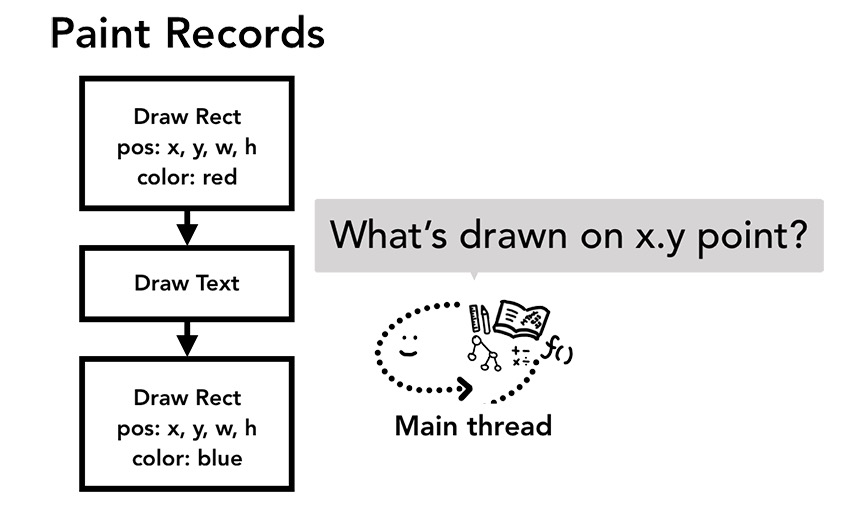 Paint Records
Draw Rect
pos: x, y, w, h
color: red
Draw Text
Draw Rect
pos: x, y, w, h
color: blue
What's drawn on x.y point?
+-
×÷
f()
Main thread